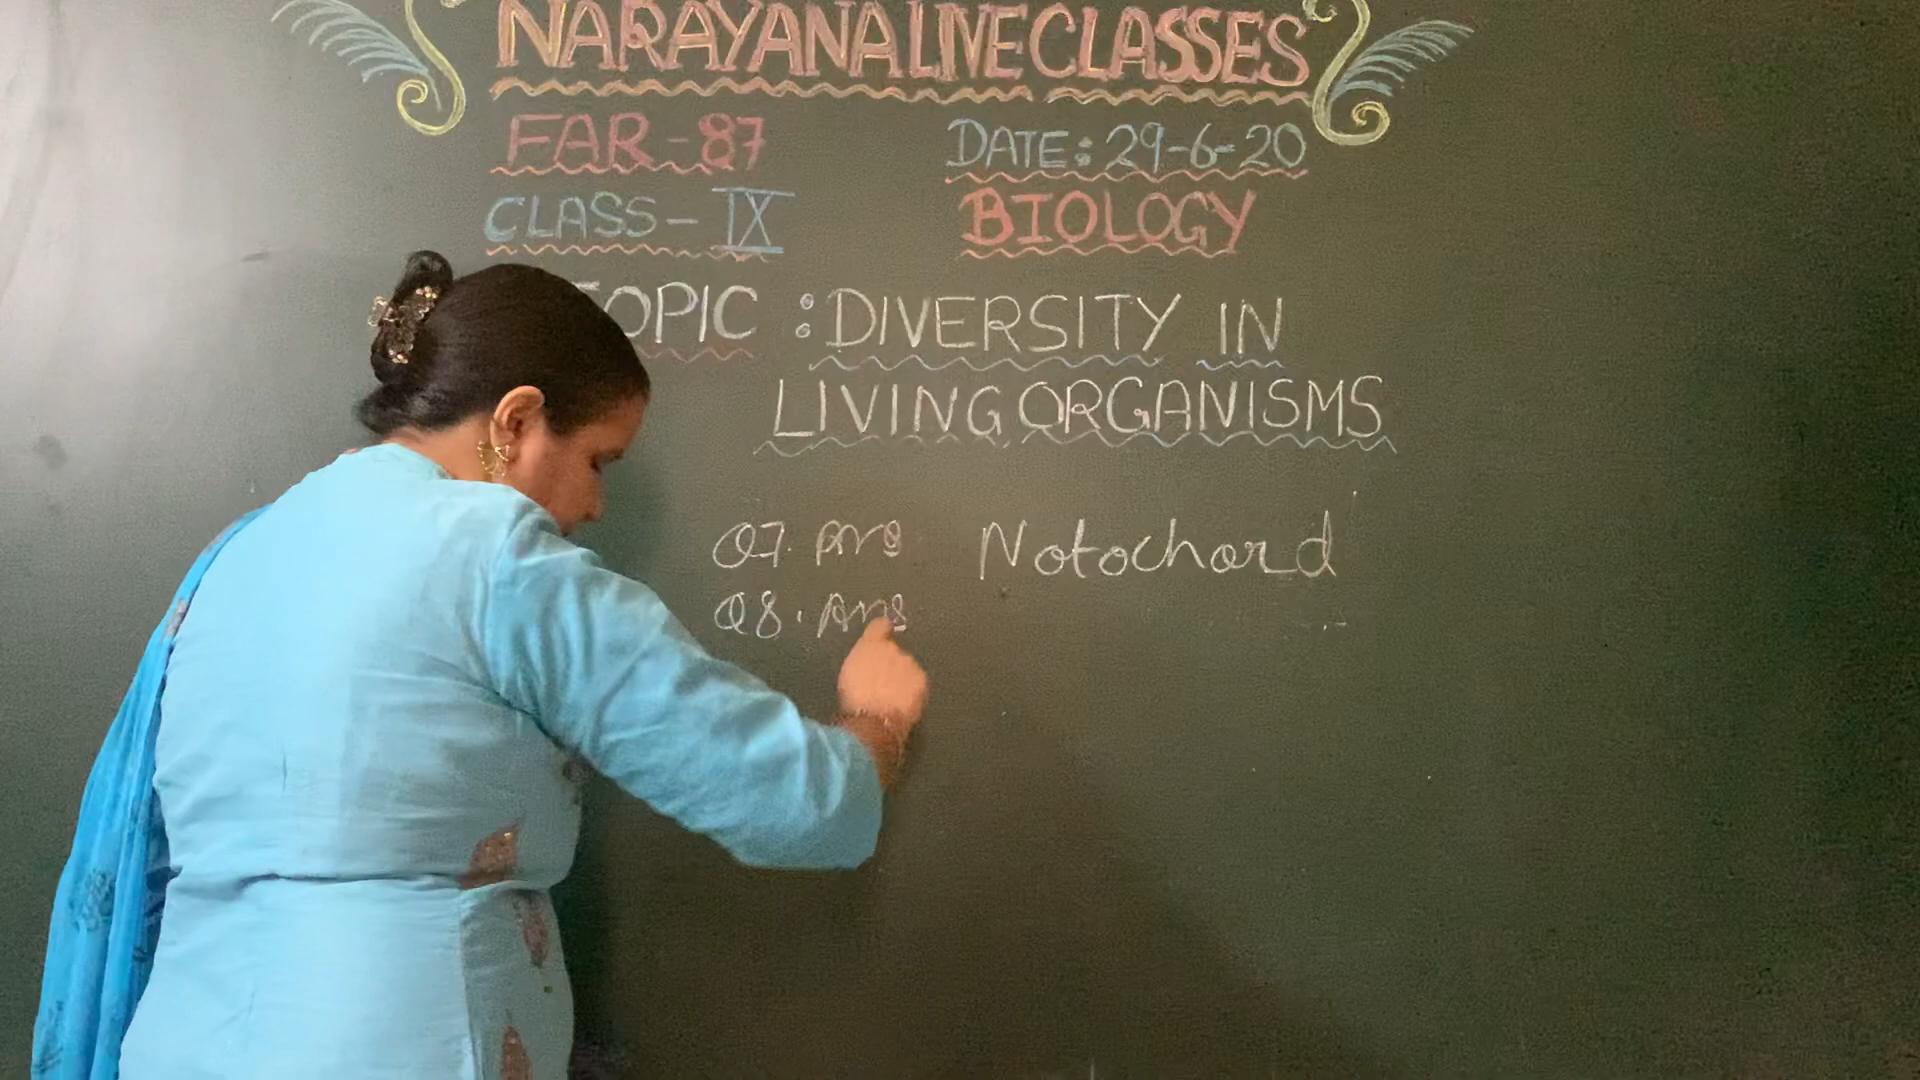 NARAYANA LIVE CLASSES
FAR-87 DATE: 29-6-20
CLASS-IX BIOLOGY
TOPIC : DIVERSITY IN
LIVING ORGANISMS
Q7. Ans Notochord
Q8. Ans